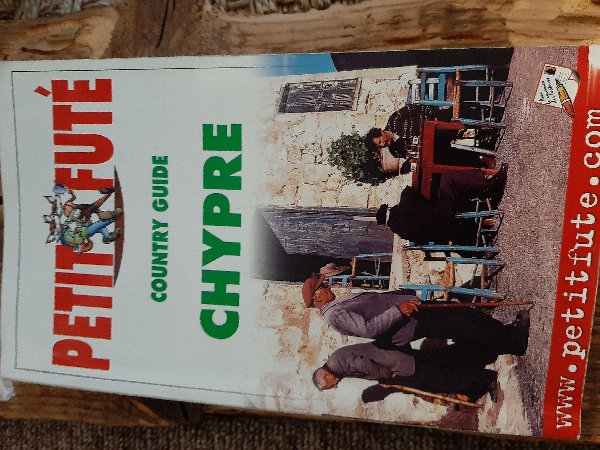 PETIT FUTÉ
COUNTRY GUIDE
CHYPRE
www.petitfute.com